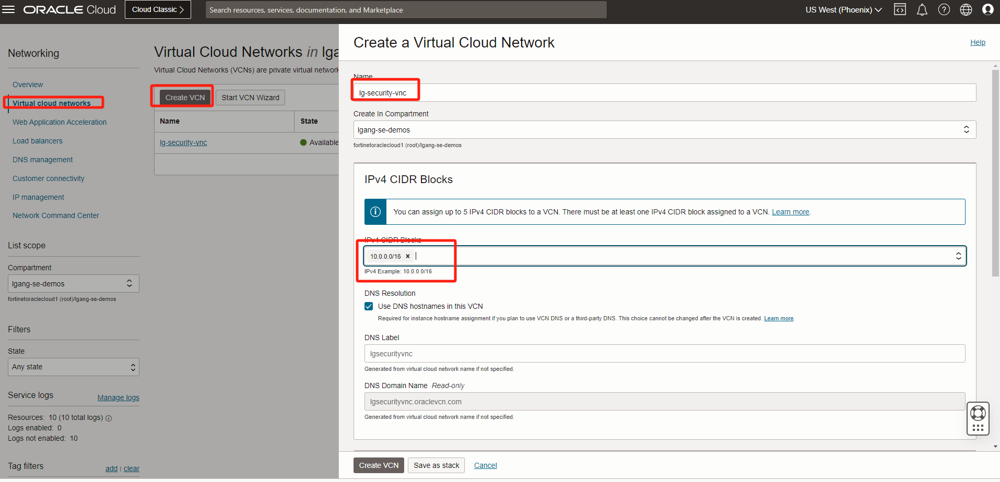 ORACLE Cloud
Cloud Classic
Search resources, services, documentation, and Marketplace
US West (Phoenix)
Networking
Overview
Virtual cloud networks
Web Application Acceleration
Load balancers
DNS management
Customer connectivity
IP management
Network Command Center
List scope
Compartment
lgang-se-demos
fortinetoraclecloud1 (root)/lgang-se-demos
Filters
State
Any state
Service logs
Manage logs
Resources: 10 (10 total logs)
Logs enabled: 0
Logs not enabled: 10
Tag filters
add | clear
Virtual Cloud Networks in lga
Virtual Cloud Networks (VCNs) are private virtual network
Create VCN
Start VCN Wizard
Name State
lg-security-vnc Available
Create a Virtual Cloud Network
Help
Name
lg-security-vnc
Create In Compartment
lgang-se-demos
fortinetoraclecloud1 (root)/lgang-se-demos
IPv4 CIDR Blocks
You can assign up to 5 IPv4 CIDR blocks to a VCN. There must be at least one IPv4 CIDR block assigned to a VCN. Learn more.
IPv4 CIDR Blocks
10.0.0.0/16
IPv4 Example: 10.0.0.0/16
DNS Resolution
Use DNS hostnames in this VCN
Required for instance hostname assignment if you plan to use VCN DNS or a third-party DNS. This choice cannot be changed after the VCN is created. Learn more.
DNS Label
lgsecurityvnc
Generated from virtual cloud network name if not specified.
DNS Domain Name Read-only
lgsecurityvnc.oraclevcn.com
Generated from virtual cloud network name if not specified.
Create VCN
Save as stack
Cancel